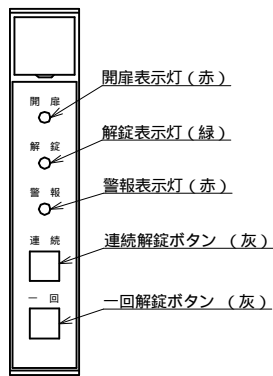 開扉
開扉表示灯(赤)
解錠
解錠表示灯(緑)
警報
警報表示灯(赤)
連続
連続解錠ボタン (灰)
一回
一回解錠ボタン (灰)